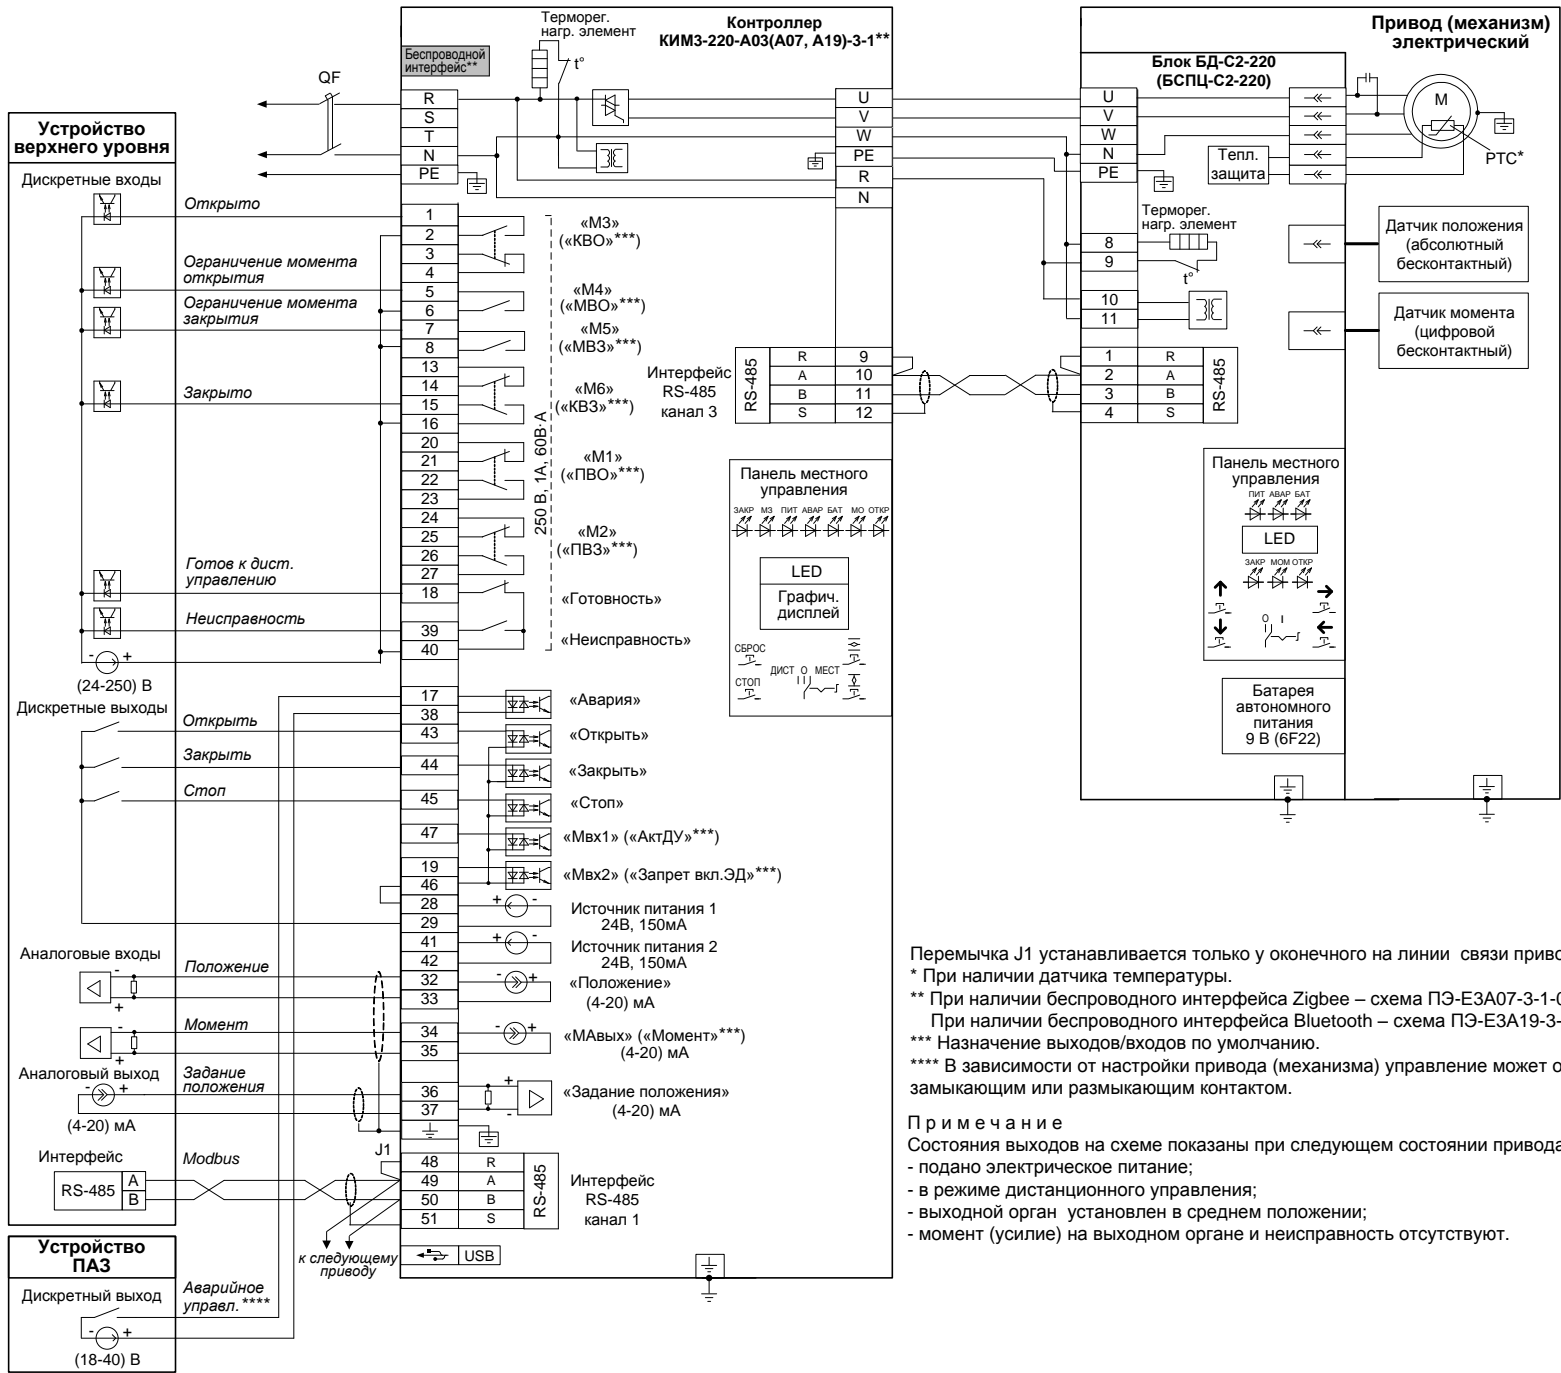 Терморег.
нагр. элемент
t°
Контроллер
КИМ3-220-А03(А07, А19)-3-1**
Беспроводной
интерфейс**
QF
R
S
T
N
PE
U
V
W
PE
R
N
Привод (механизм)
электрический
Блок БД-С2-220
(БСПЦ-С2-220)
U
V
W
N
PE
Тепл.
защита
M
PTC*
Терморег.
нагр. элемент
8
9
t°
10
11
Датчик положения
(абсолютный
бесконтактный)
Датчик момента
(цифровой
бесконтактный)
Устройство
верхнего уровня
Дискретные входы
Открыто
Ограничение момента
открытия
Ограничение момента
закрытия
Закрыто
Готов к дист.
управлению
Неисправность
- +
(24-250) В
Дискретные выходы
Открыть
Закрыть
Стоп
Аналоговые входы
Положение
-
+
Момент
-
+
Аналоговый выход
Задание
положения
- +
(4-20) мА
Интерфейс
Modbus
RS-485
A
B
J1
к следующему
приводу
Устройство
ПАЗ
Дискретный выход
Аварийное
управл.****
- +
(18-40) В
1
2
3
4
5
6
7
8
13
14
15
16
20
21
22
23
24
25
26
27
18
39
40
17
38
43
44
45
47
19
46
28
29
41
42
32
33
34
35
36
37
48 R
49 A
50 B
51 S
RS-485
USB
«М3»
(«КВО»***)
«М4»
(«МВО»***)
«М5»
(«МВЗ»***)
«М6»
(«КВЗ»***)
«М1»
(«ПВО»***)
«М2»
(«ПВЗ»***)
250 В, 1А, 60В·А
«Готовность»
«Неисправность»
«Авария»
«Открыть»
«Закрыть»
«Стоп»
«Мвх1» («АктДУ»***)
«Мвх2» («Запрет вкл.ЭД»***)
+ -
Источник питания 1
24В, 150мА
+ -
Источник питания 2
24В, 150мА
- +
«Положение»
(4-20) мА
- +
«МАвых» («Момент»***)
(4-20) мА
+
-
«Задание положения»
(4-20) мА
Интерфейс
RS-485
канал 1
Интерфейс
RS-485
канал 3
RS-485
R 9
A 10
B 11
S 12
1 R
2 A
3 B
4 S
RS-485
Панель местного
управления
ЗАКР МЗ ПИТ АВАР БАТ МО ОТКР
LED
Графич.
дисплей
СБРОС
СТОП
ДИСТ О МЕСТ
Панель местного
управления
ПИТ АВАР БАТ
LED
ЗАКР МОМ ОТКР
O I
Батарея
автономного
питания
9 В (6F22)
Перемычка J1 устанавливается только у оконечного на линии связи приво
* При наличии датчика температуры.
** При наличии беспроводного интерфейса Zigbee – схема ПЭ-Е3А07-3-1-0
При наличии беспроводного интерфейса Bluetooth – схема ПЭ-Е3А19-3-
*** Назначение выходов/входов по умолчанию.
**** В зависимости от настройки привода (механизма) управление может о
замыкающим или размыкающим контактом.
П р и м е ч а н и е
Состояния выходов на схеме показаны при следующем состоянии привода
- подано электрическое питание;
- в режиме дистанционного управления;
- выходной орган установлен в среднем положении;
- момент (усилие) на выходном органе и неисправность отсутствуют.